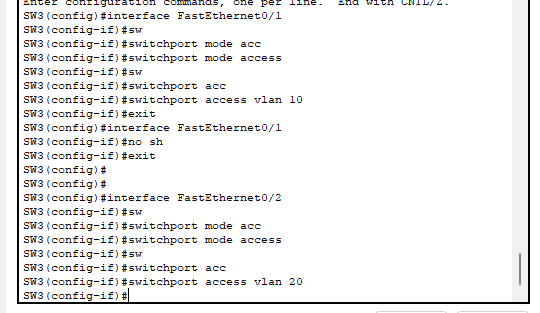 Enter configuration commands, one per line.  End with CNTL/Z.
SW3(config)#interface FastEthernet0/1
SW3(config-if)#sw
SW3(config-if)#switchport mode acc
SW3(config-if)#switchport mode access
SW3(config-if)#sw
SW3(config-if)#switchport acc
SW3(config-if)#switchport access vlan 10
SW3(config-if)#exit
SW3(config)#interface FastEthernet0/1
SW3(config-if)#no sh
SW3(config-if)#exit
SW3(config)#
SW3(config)#
SW3(config)#interface FastEthernet0/2
SW3(config-if)#sw
SW3(config-if)#switchport mode acc
SW3(config-if)#switchport mode access
SW3(config-if)#sw
SW3(config-if)#switchport acc
SW3(config-if)#switchport access vlan 20
SW3(config-if)#